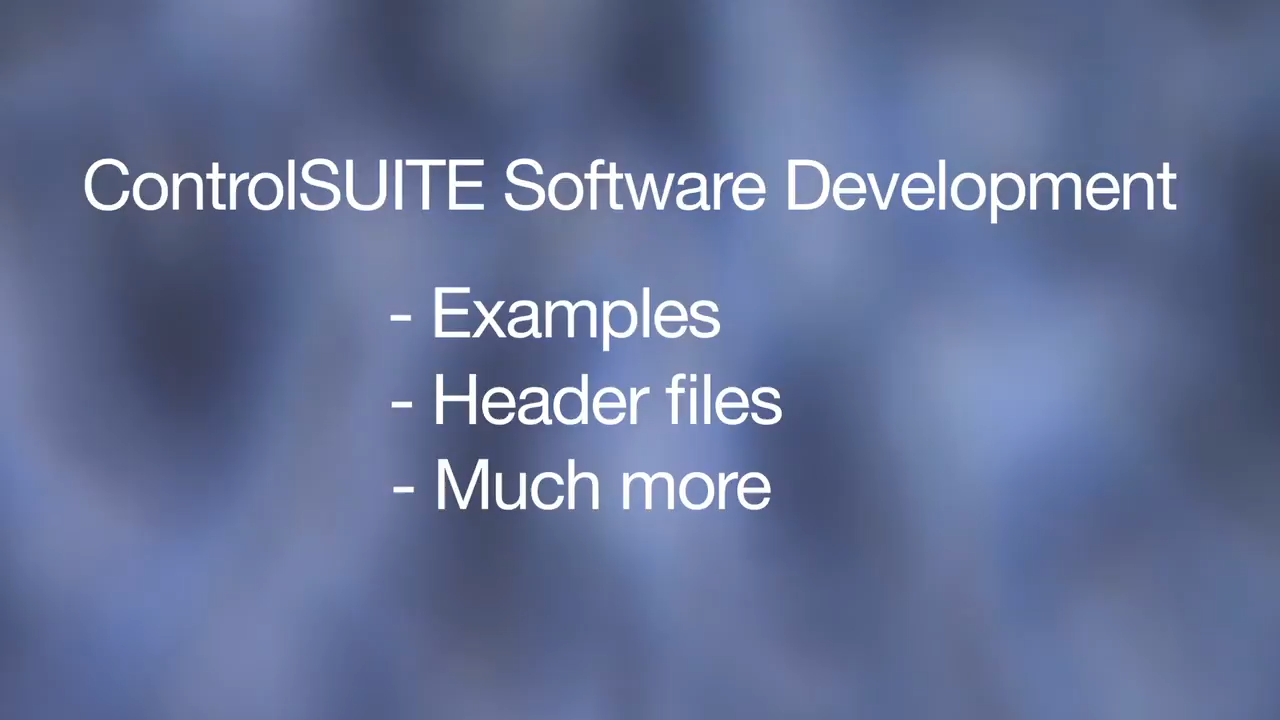 ControlSUITE Software Development
- Examples
- Header files
- Much more